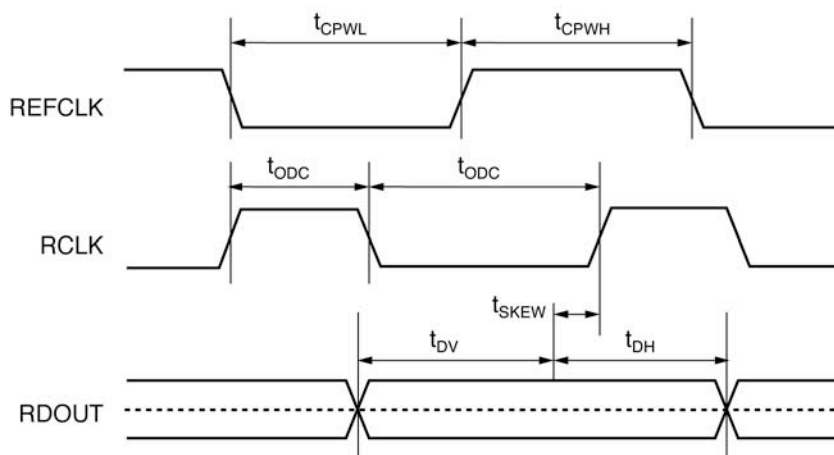 tCPWL tCPWH
REFCLK
tODC tODC
RCLK
tSKEW
tDV tDH
RDOUT